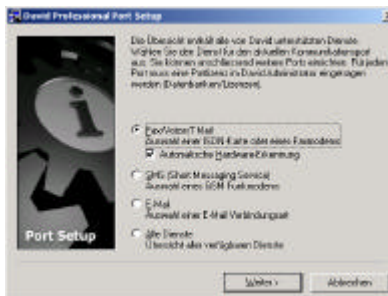 David Professional Port Setup
Die Übersicht enthält alle von David unterstützten Dienste.
Wählen Sie den Dienst für den aktuellen Kommunikationsport
aus. Sie können anschliessend weitere Ports einrichten. Für jeden
Port muss eine Portlizenz im David Administrator eingetragen
werden (Datenbanken/Lizenzen).
Fax/Voice/TMail
Auswahl einer ISDN-Karte oder eines Faxmodems
Automatische Hardware-Erkennung
SMS (Short Messaging Service)
Auswahl eines GSM Funkmodems
E-Mail
Auswahl einer E-Mail Verbindungsart
Alle Dienste
Übersicht aller verfügbaren Dienste
Port Setup
Weiter >
Abbrechen